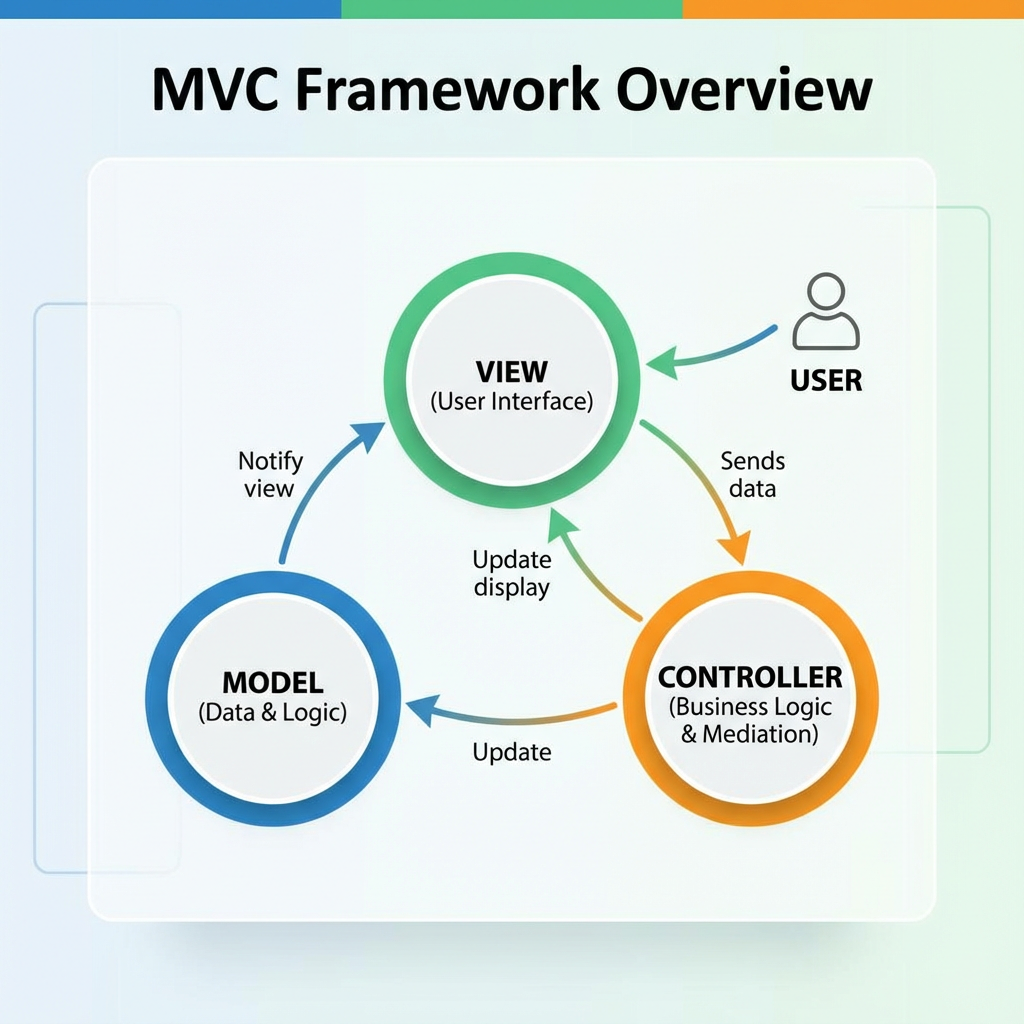 MVC Framework Overview
VIEW
(User Interface)
USER
Notify
view
Sends
data
Update
display
MODEL
(Data & Logic)
CONTROLLER
(Business Logic
& Mediation)
Update